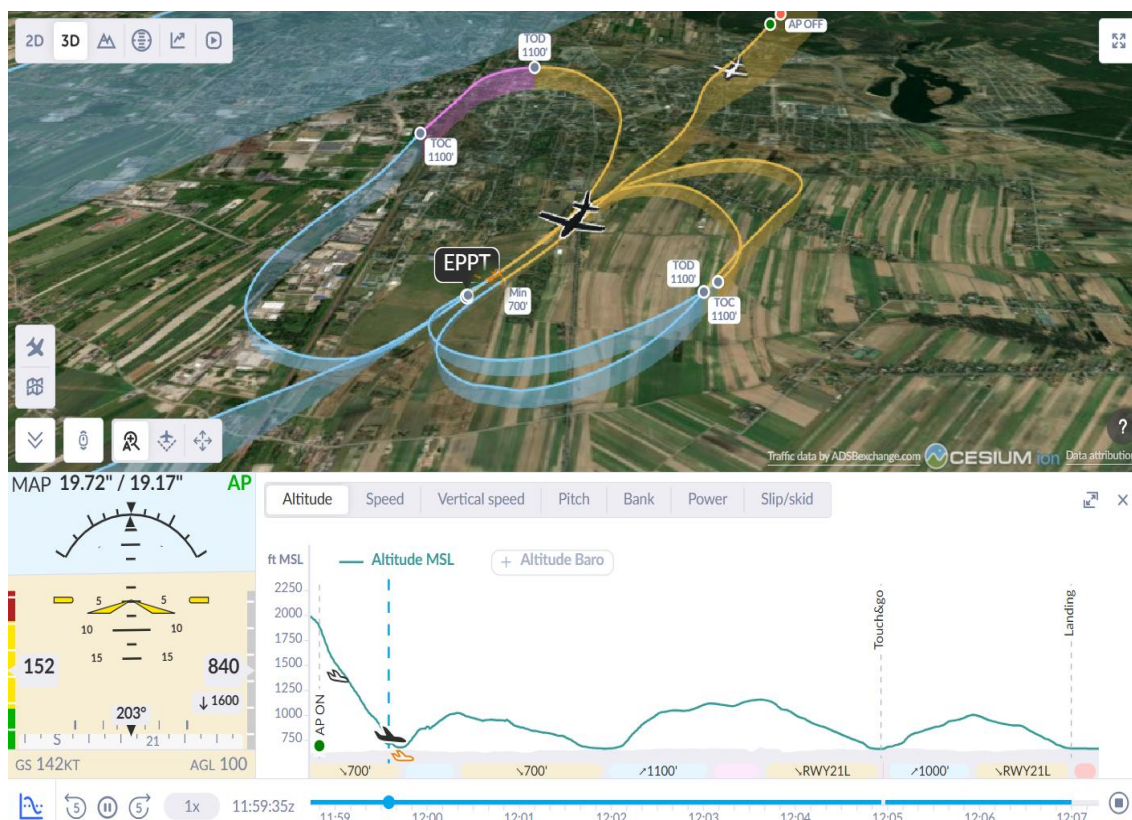 2D 3D
TOD
1100'
AP OFF
TOC
1100'
EPPT
Min
700'
TOD
1100'
TOC
1100'
A
?
Traffic data by ADSBexchange.com CESIUM ion Data attribution
MAP 19.72" / 19.17" AP
5 5
10 10
15 15
152 840
↓ 1600
203°
S 21
GS 142KT AGL 100
Altitude Speed Vertical speed Pitch Bank Power Slip/skid
ft MSL Altitude MSL + Altitude Baro
2250
2000
1750
1500
1250
1000
750
AP ON
Touch&go
Landing
↘700' ↘700' ↗1100' ↘RWY21L ↗1000' ↘RWY21L
5 5 1x 11:59:35z
11:59 12:00 12:01 12:02 12:03 12:04 12:05 12:06 12:07